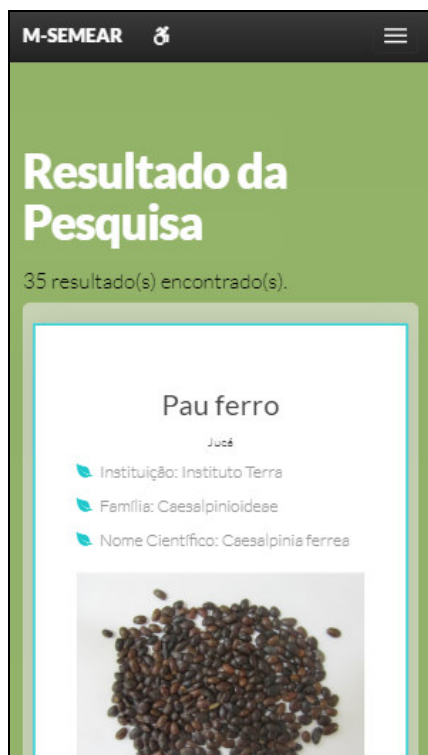 M-SEMEAR
Resultado da
Pesquisa
35 resultado(s) encontrado(s).
Pau ferro
Jucá
Instituição: Instituto Terra
Família: Caesalpinioideae
Nome Científico: Caesalpinia ferrea